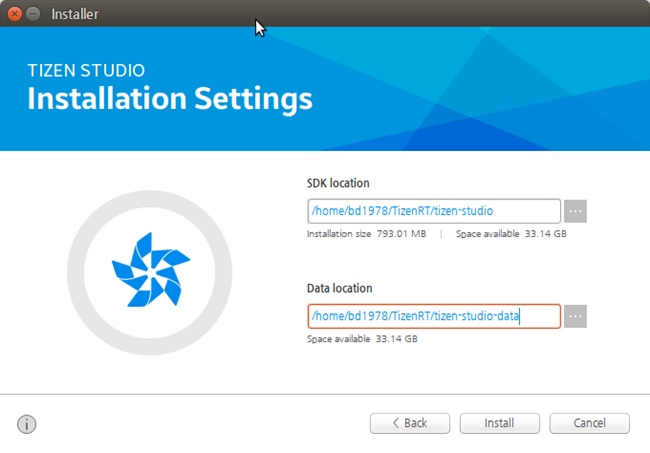 Installer
TIZEN STUDIO
Installation Settings
SDK location
/home/bd1978/TizenRT/tizen-studio
...
Installation size 793.01 MB | Space available 33.14 GB
Data location
/home/bd1978/TizenRT/tizen-studio-data
...
Space available 33.14 GB
i
< Back
Install
Cancel